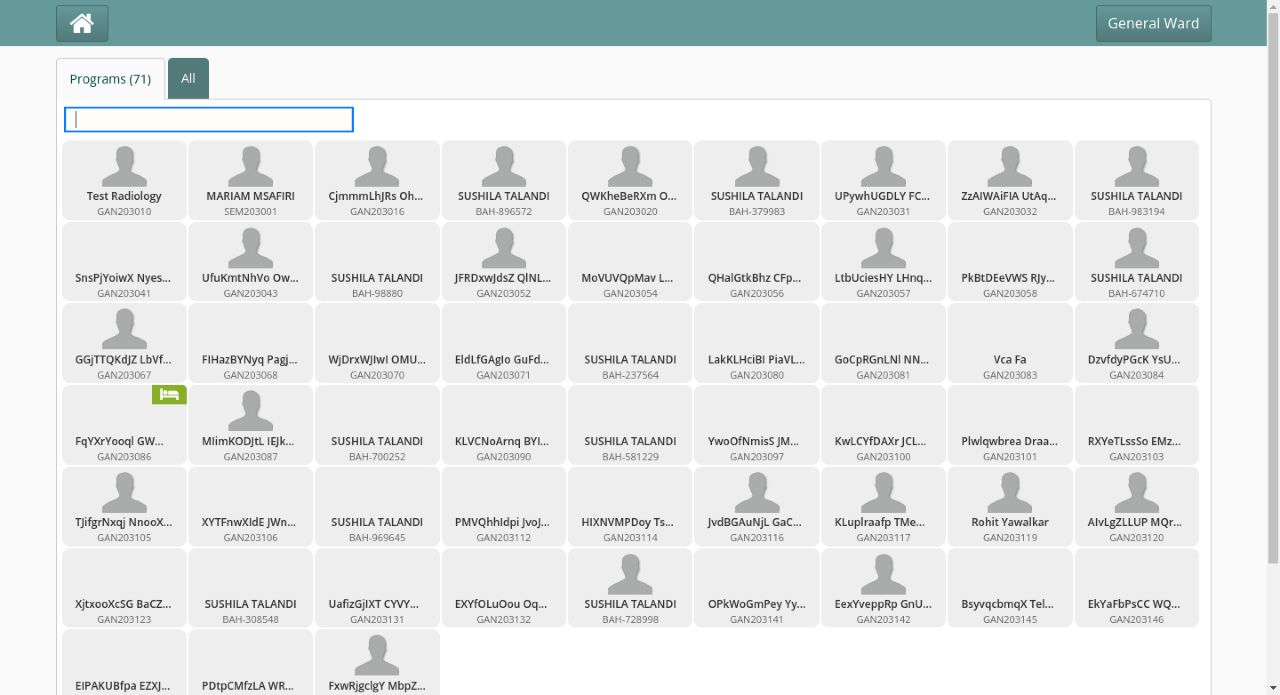 General Ward
Programs (71)
All
Test Radiology
GAN203010
MARIAM MSAFIRI
SEM203001
CjmmmLhJRs Oh...
GAN203016
SUSHILA TALANDI
BAH-896572
QWKheBeRXm O...
GAN203020
SUSHILA TALANDI
BAH-379983
UPywhUGDLY FC...
GAN203031
ZzAIWAiFIA UtAq...
GAN203032
SUSHILA TALANDI
BAH-983194
SnsPjYoiwX Nyes...
GAN203041
UfuKmtNhVo Ow...
GAN203043
SUSHILA TALANDI
BAH-98880
JFRDxwJdsZ QlNL...
GAN203052
MoVUVQpMav L...
GAN203054
QHalGtkBhz CFp...
GAN203056
LtbUciesHY LHnq...
GAN203057
PkBtDEeVWS RJy...
GAN203058
SUSHILA TALANDI
BAH-674710
GGjTTQKdJZ LbVf...
GAN203067
FIHazBYNyq Pagj...
GAN203068
WjDrxWJIwI OMU...
GAN203070
EldLfGAgIo GuFd...
GAN203071
SUSHILA TALANDI
BAH-237564
LakKLHciBI PiaVL...
GAN203080
GoCpRGnLNl NN...
GAN203081
Vca Fa
GAN203083
DzvfdyPGcK YsU...
GAN203084
FqYXrYooql GW...
GAN203086
MlimKODJtL IEJk...
GAN203087
SUSHILA TALANDI
BAH-700252
KLVCNoArnq BYI...
GAN203090
SUSHILA TALANDI
BAH-581229
YwoOfNmisS JM...
GAN203097
KwLCYfDAXr JCL...
GAN203100
Plwlqwbrea Draa...
GAN203101
RXYeTLssSo EMz...
GAN203103
TJifgrNxqj NnooX...
GAN203105
XYTFnwXIdE JWn...
GAN203106
SUSHILA TALANDI
BAH-969645
PMVQhhIdpi JvoJ...
GAN203112
HIXNVMPDoy Ts...
GAN203114
JvdBGAuNjL GaC...
GAN203116
KLuplraafp TMe...
GAN203117
Rohit Yawalkar
GAN203119
AIvLgZLLUP MQr...
GAN203120
XjtxooXcSG BaCZ...
GAN203123
SUSHILA TALANDI
BAH-308548
UafizGjIXT CYVY...
GAN203131
EXYfOLuOou Oq...
GAN203132
SUSHILA TALANDI
BAH-728998
OPkWoGmPey Yy...
GAN203141
EexYveppRp GnU...
GAN203142
BsyvqcbmqX Tel...
GAN203145
EkYaFbPsCC WQ...
GAN203146
EIPAKUBfpa EZXJ...
PDtpCMfzLA WR...
FxwRjgclgY MbpZ...